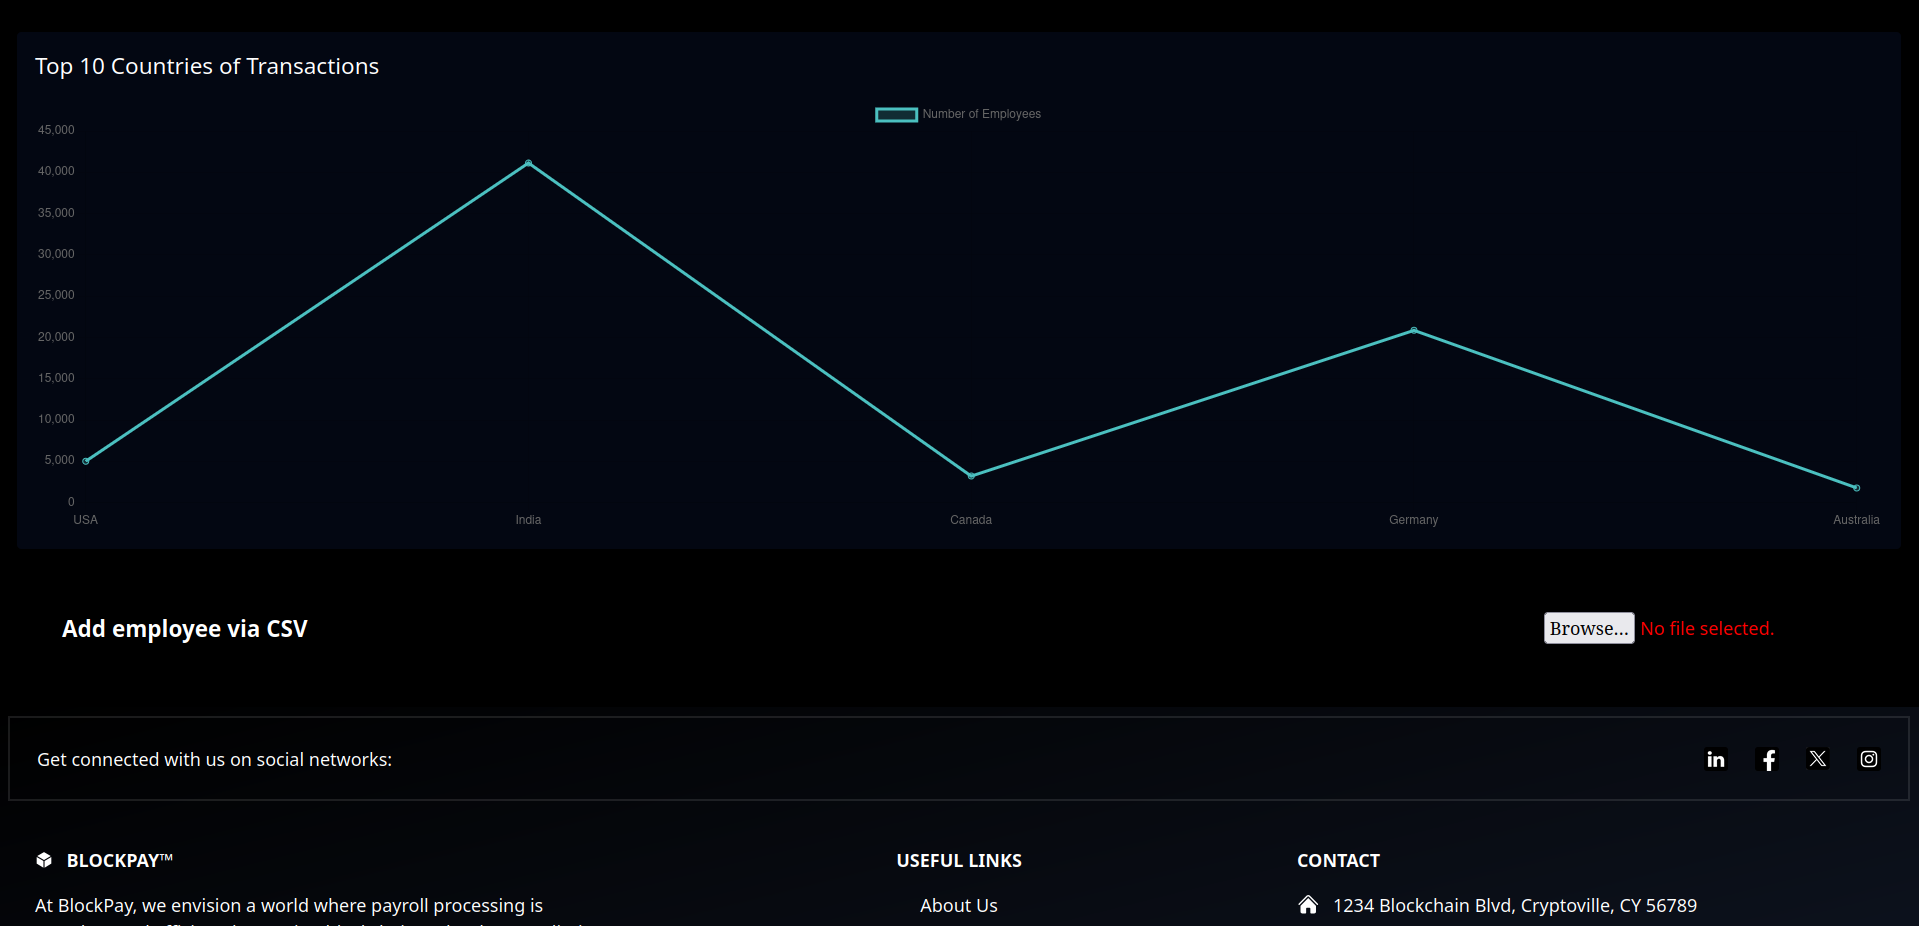 Top 10 Countries of Transactions
Number of Employees
45,000
40,000
35,000
30,000
25,000
20,000
15,000
10,000
5,000
0
USA India Canada Germany Australia
Add employee via CSV
Browse... No file selected.
Get connected with us on social networks:
BLOCKPAY™
At BlockPay, we envision a world where payroll processing is
USEFUL LINKS
About Us
CONTACT
1234 Blockchain Blvd, Cryptoville, CY 56789